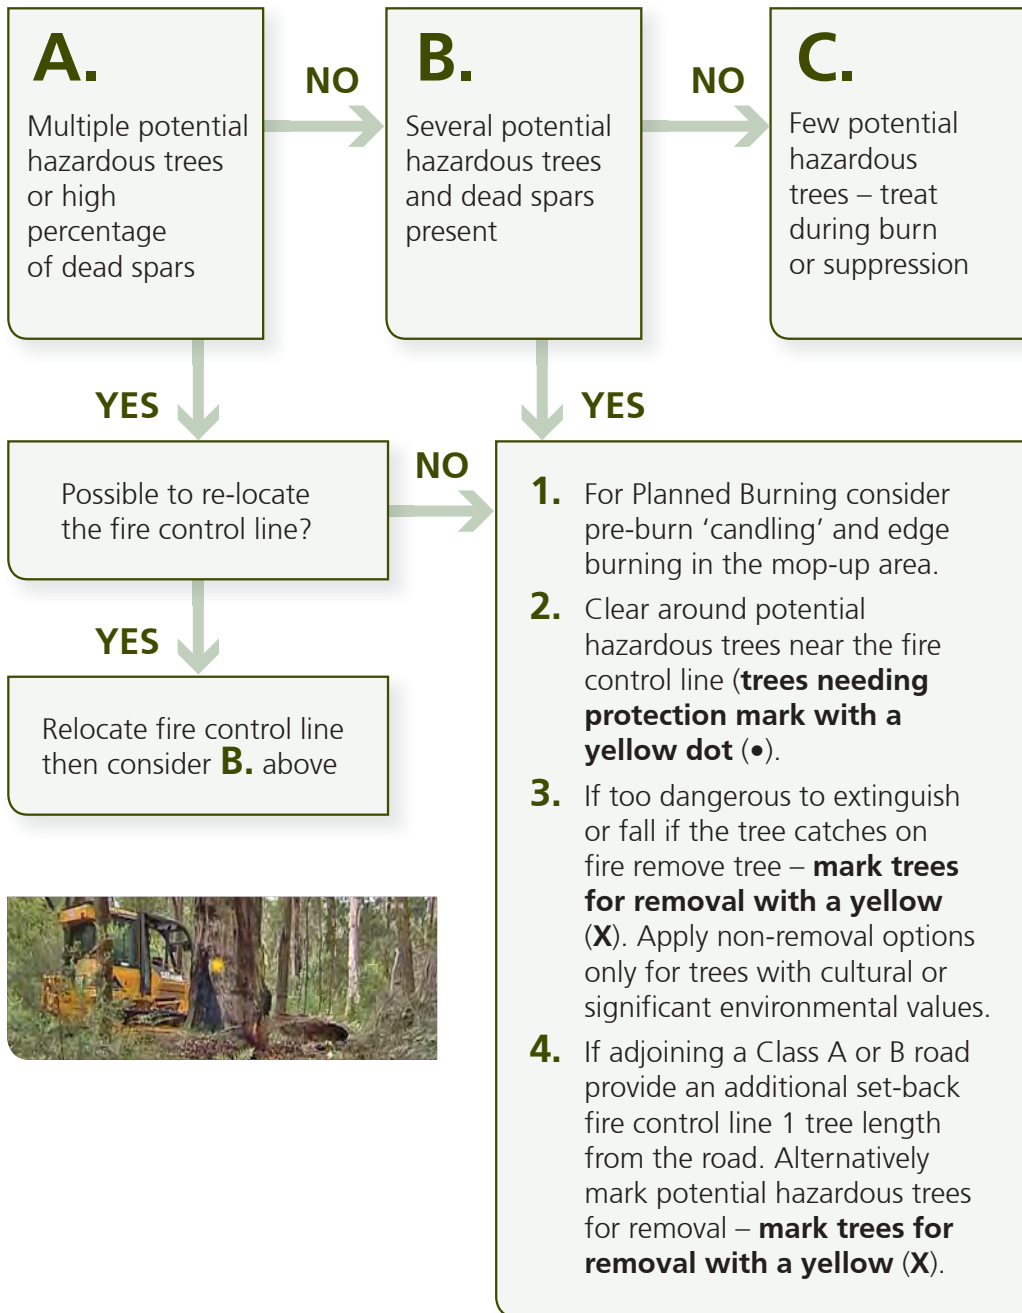 A.
Multiple potential
hazardous trees
or high
percentage
of dead spars
NO
B.
Several potential
hazardous trees
and dead spars
present
NO
C.
Few potential
hazardous
trees – treat
during burn
or suppression
YES
YES
Possible to re-locate
the fire control line?
NO
YES
Relocate fire control line
then consider B. above
1. For Planned Burning consider
pre-burn ‘candling’ and edge
burning in the mop-up area.
2. Clear around potential
hazardous trees near the fire
control line (trees needing
protection mark with a
yellow dot (•).
3. If too dangerous to extinguish
or fall if the tree catches on
fire remove tree – mark trees
for removal with a yellow
(X). Apply non-removal options
only for trees with cultural or
significant environmental values.
4. If adjoining a Class A or B road
provide an additional set-back
fire control line 1 tree length
from the road. Alternatively
mark potential hazardous trees
for removal – mark trees for
removal with a yellow (X).